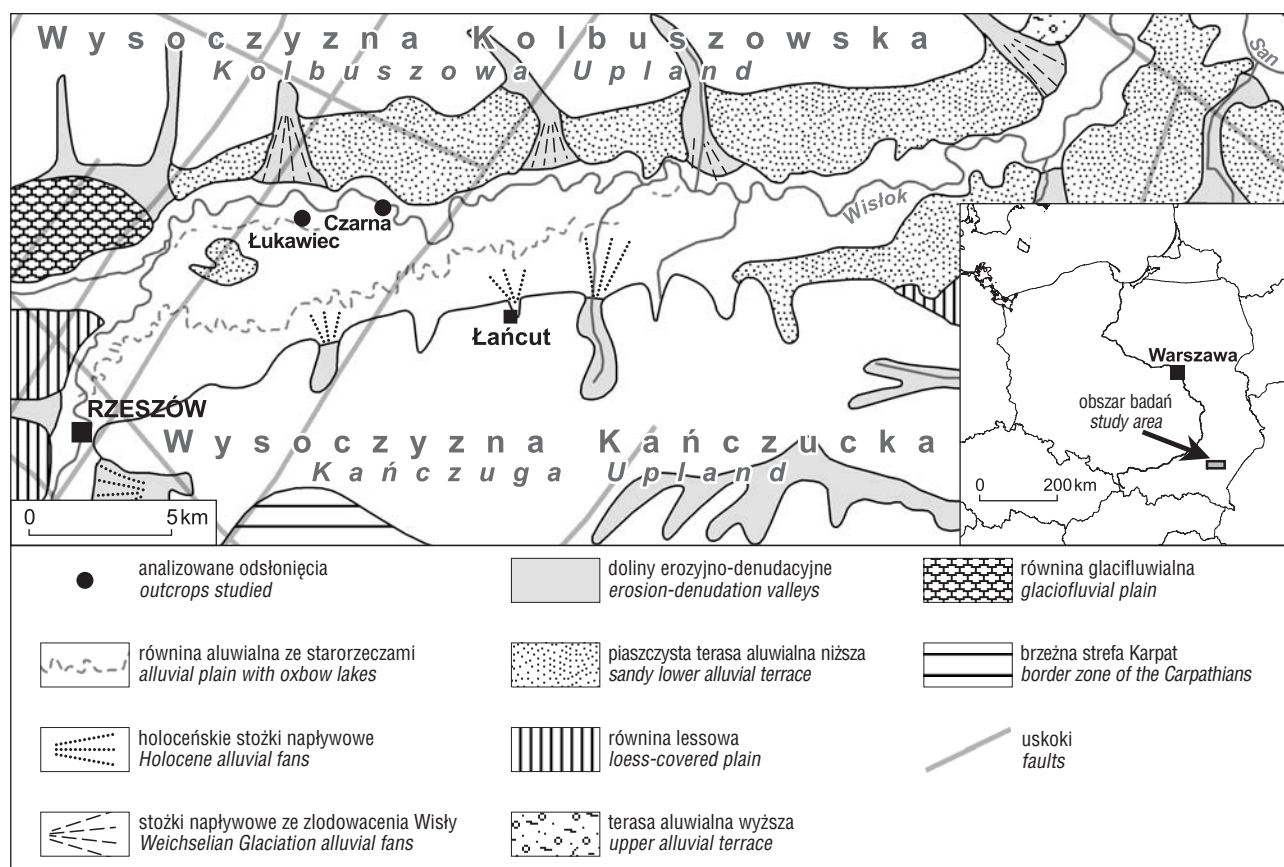 Wysoczyzna Kolbuszowska
Kolbuszowa Upland
San
Wisłok
Czarna
Łukawiec
Łańcut
RZESZÓW
Wysoczyzna Kańczucka
Kańczuga Upland
0 5 km
Warszawa
obszar badań
study area
0 200 km
analizowane odsłonięcia
outcrops studied
równina aluwialna ze starorzeczami
alluvial plain with oxbow lakes
holoceńskie stożki napływowe
Holocene alluvial fans
stożki napływowe ze zlodowacenia Wisły
Weichselian Glaciation alluvial fans
doliny erozyjno-denudacyjne
erosion-denudation valleys
piaszczysta terasa aluwialna niższa
sandy lower alluvial terrace
równina lessowa
loess-covered plain
terasa aluwialna wyższa
upper alluvial terrace
równina glacifluwialna
glaciofluvial plain
brzeżna strefa Karpat
border zone of the Carpathians
uskoki
faults